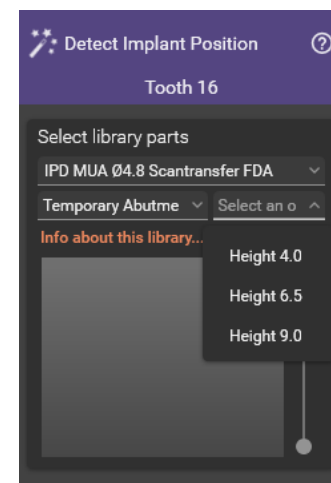 Detect Implant Position
Tooth 16
Select library parts
IPD MUA Ø4.8 Scantransfer FDA
Temporary Abutme Select an o
Info about this library...
Height 4.0
Height 6.5
Height 9.0